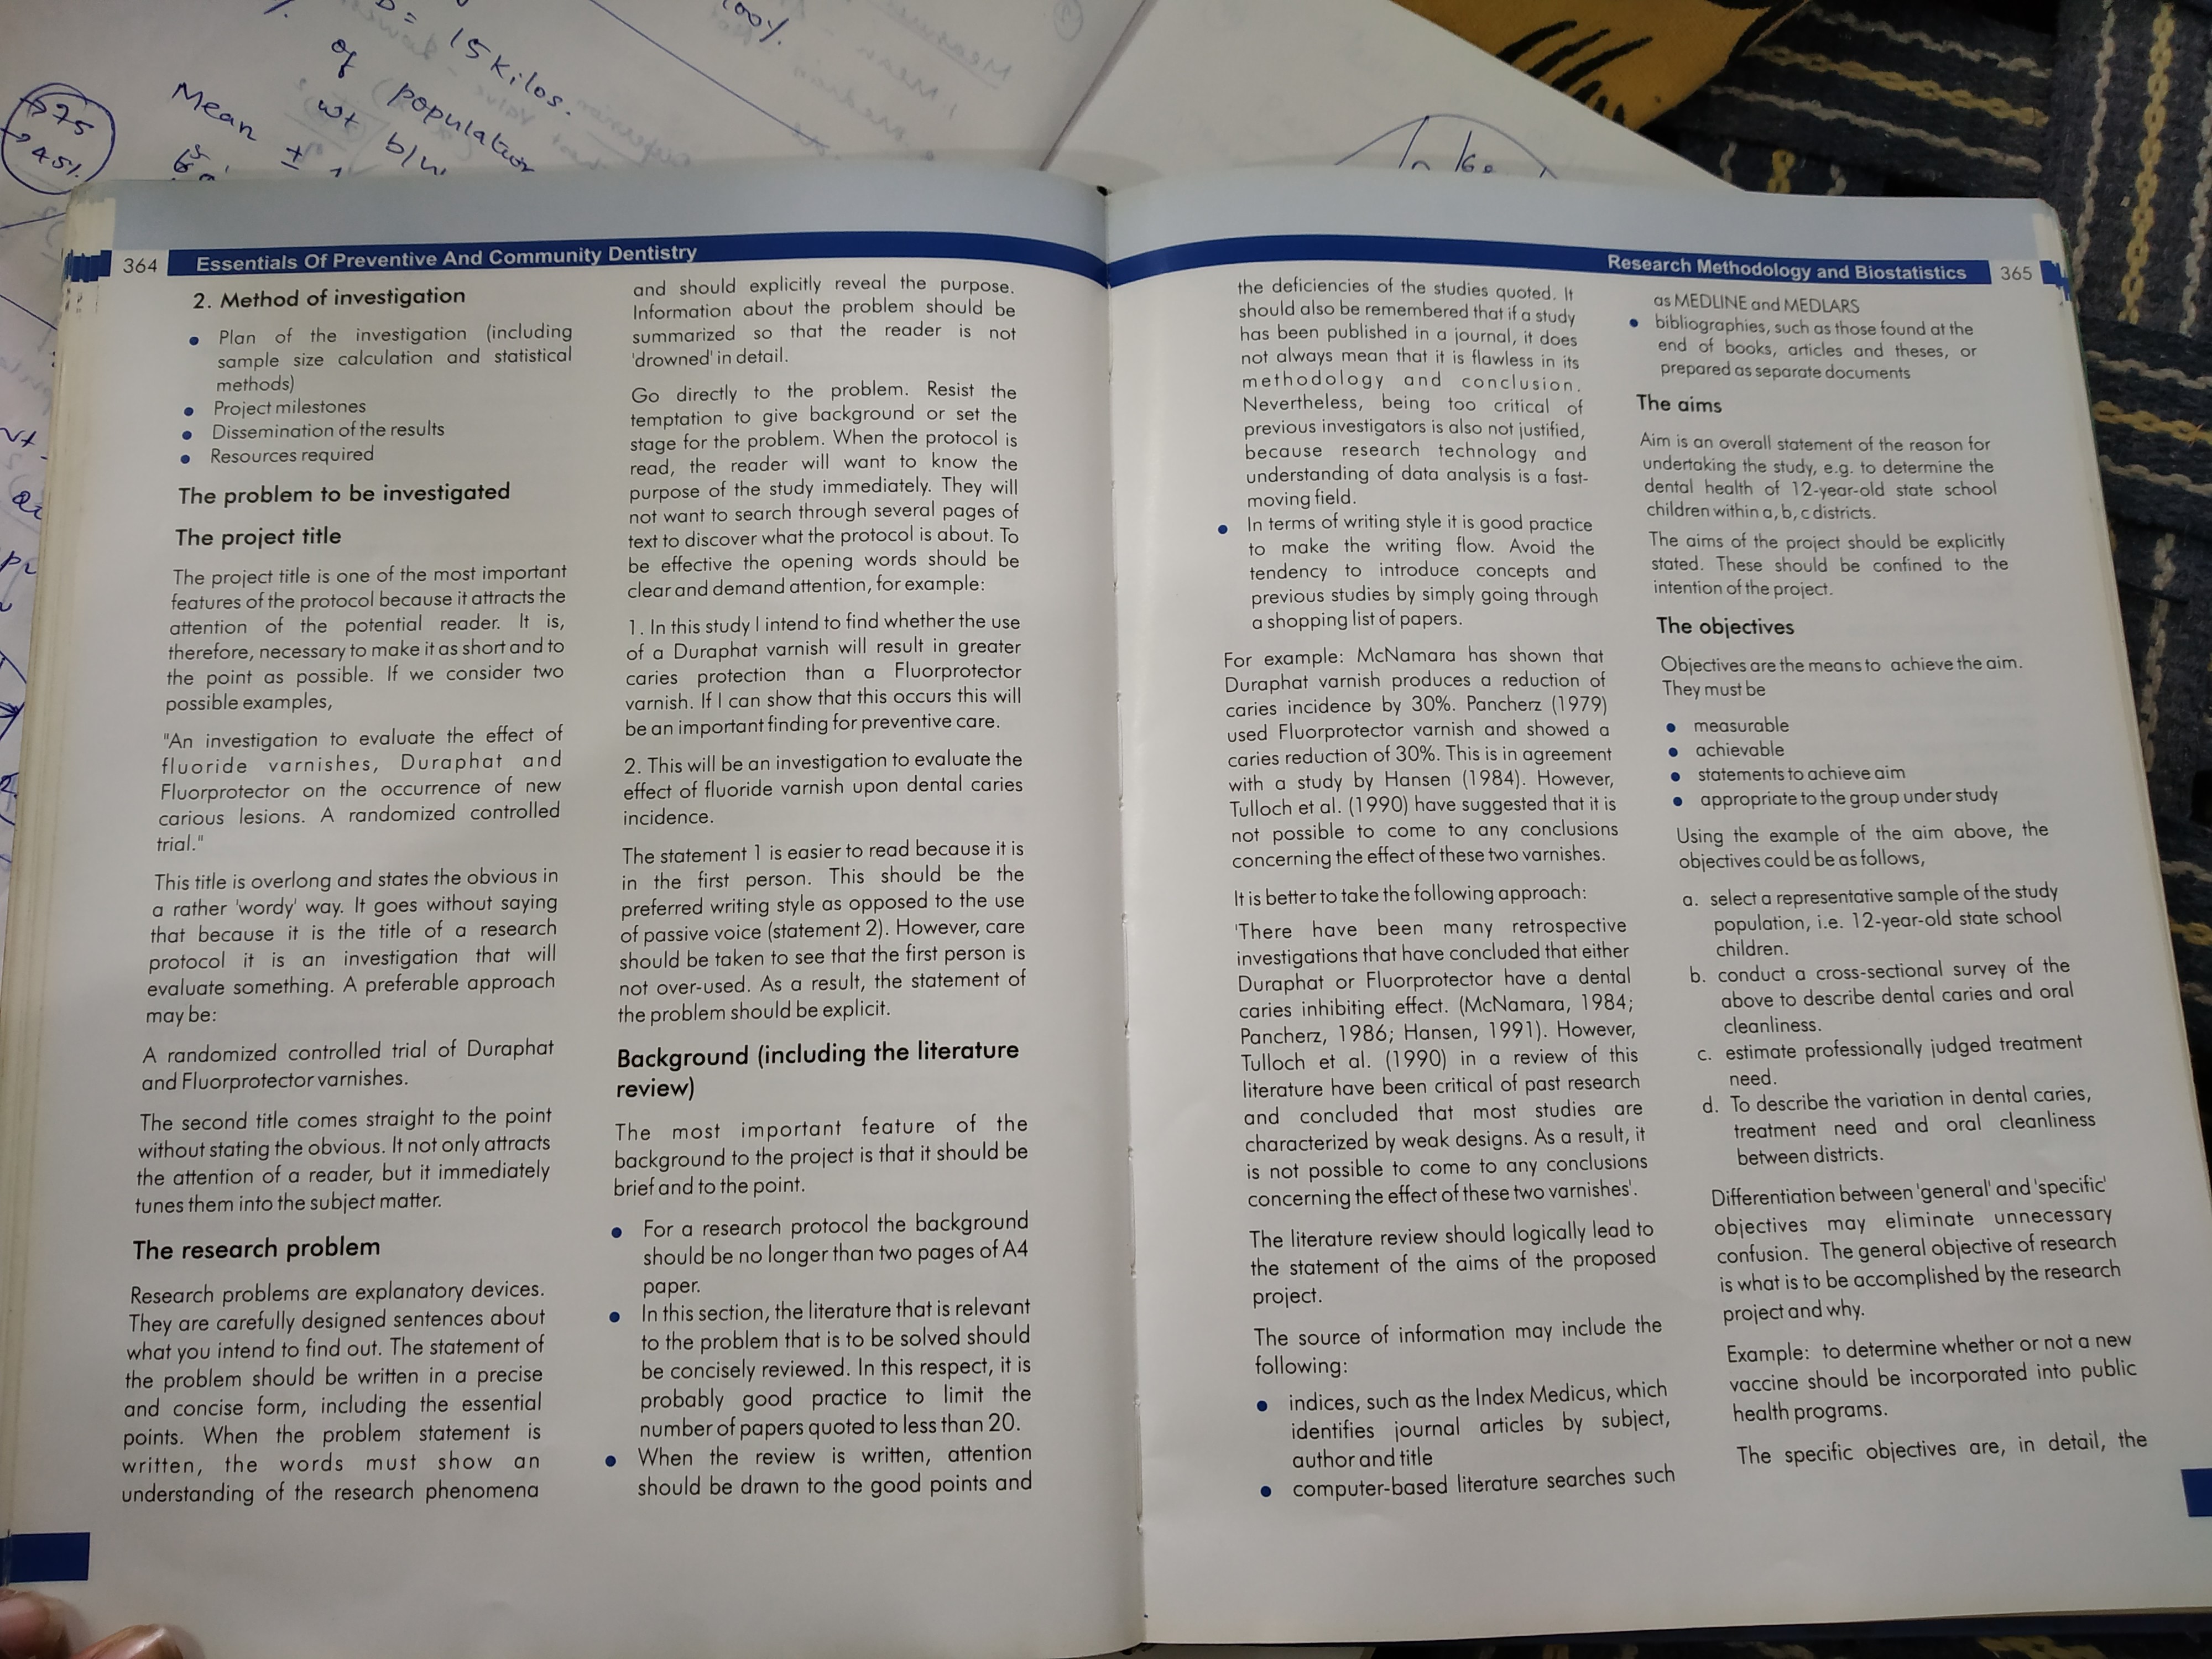 D =
15 Kilos.
of population
wt b/w
100%.
75
45%
Mean ±
364
Essentials Of Preventive And Community Dentistry
2. Method of investigation
• Plan of the investigation (including
sample size calculation and statistical
methods)
• Project milestones
• Dissemination of the results
• Resources required
The problem to be investigated
The project title
The project title is one of the most important
features of the protocol because it attracts the
attention of the potential reader. It is,
therefore, necessary to make it as short and to
the point as possible. If we consider two
possible examples,
"An investigation to evaluate the effect of
fluoride varnishes, Duraphat and
Fluorprotector on the occurrence of new
carious lesions. A randomized controlled
trial."
This title is overlong and states the obvious in
a rather 'wordy' way. It goes without saying
that because it is the title of a research
protocol it is an investigation that will
evaluate something. A preferable approach
may be:
A randomized controlled trial of Duraphat
and Fluorprotector varnishes.
The second title comes straight to the point
without stating the obvious. It not only attracts
the attention of a reader, but it immediately
tunes them into the subject matter.
The research problem
Research problems are explanatory devices.
They are carefully designed sentences about
what you intend to find out. The statement of
the problem should be written in a precise
and concise form, including the essential
points. When the problem statement is
written, the words must show an
understanding of the research phenomena
and should explicitly reveal the purpose.
Information about the problem should be
summarized so that the reader is not
'drowned' in detail.
Go directly to the problem. Resist the
temptation to give background or set the
stage for the problem. When the protocol is
read, the reader will want to know the
purpose of the study immediately. They will
not want to search through several pages of
text to discover what the protocol is about. To
be effective the opening words should be
clear and demand attention, for example:
1. In this study I intend to find whether the use
of a Duraphat varnish will result in greater
caries protection than a Fluorprotector
varnish. If I can show that this occurs this will
be an important finding for preventive care.
2. This will be an investigation to evaluate the
effect of fluoride varnish upon dental caries
incidence.
The statement 1 is easier to read because it is
in the first person. This should be the
preferred writing style as opposed to the use
of passive voice (statement 2). However, care
should be taken to see that the first person is
not over-used. As a result, the statement of
the problem should be explicit.
Background (including the literature
review)
The most important feature of the
background to the project is that it should be
brief and to the point.
• For a research protocol the background
should be no longer than two pages of A4
paper.
• In this section, the literature that is relevant
to the problem that is to be solved should
be concisely reviewed. In this respect, it is
probably good practice to limit the
number of papers quoted to less than 20.
• When the review is written, attention
should be drawn to the good points and
Research Methodology and Biostatistics
365
the deficiencies of the studies quoted. It
should also be remembered that if a study
has been published in a journal, it does
not always mean that it is flawless in its
methodology and conclusion.
Nevertheless, being too critical of
previous investigators is also not justified,
because research technology and
understanding of data analysis is a fast-
moving field.
• In terms of writing style it is good practice
to make the writing flow. Avoid the
tendency to introduce concepts and
previous studies by simply going through
a shopping list of papers.
For example: McNamara has shown that
Duraphat varnish produces a reduction of
caries incidence by 30%. Pancherz (1979)
used Fluorprotector varnish and showed a
caries reduction of 30%. This is in agreement
with a study by Hansen (1984). However,
Tulloch et al. (1990) have suggested that it is
not possible to come to any conclusions
concerning the effect of these two varnishes.
It is better to take the following approach:
'There have been many retrospective
investigations that have concluded that either
Duraphat or Fluorprotector have a dental
caries inhibiting effect. (McNamara, 1984;
Pancherz, 1986; Hansen, 1991). However,
Tulloch et al. (1990) in a review of this
literature have been critical of past research
and concluded that most studies are
characterized by weak designs. As a result, it
is not possible to come to any conclusions
concerning the effect of these two varnishes'.
The literature review should logically lead to
the statement of the aims of the proposed
project.
The source of information may include the
following:
• indices, such as the Index Medicus, which
identifies journal articles by subject,
author and title
• computer-based literature searches such
as MEDLINE and MEDLARS
• bibliographies, such as those found at the
end of books, articles and theses, or
prepared as separate documents
The aims
Aim is an overall statement of the reason for
undertaking the study, e.g. to determine the
dental health of 12-year-old state school
children within a, b, c districts.
The aims of the project should be explicitly
stated. These should be confined to the
intention of the project.
The objectives
Objectives are the means to achieve the aim.
They must be
• measurable
• achievable
• statements to achieve aim
• appropriate to the group under study
Using the example of the aim above, the
objectives could be as follows,
a. select a representative sample of the study
population, i.e. 12-year-old state school
children.
b. conduct a cross-sectional survey of the
above to describe dental caries and oral
cleanliness.
c. estimate professionally judged treatment
need.
d. To describe the variation in dental caries,
treatment need and oral cleanliness
between districts.
Differentiation between 'general' and 'specific'
objectives may eliminate unnecessary
confusion. The general objective of research
is what is to be accomplished by the research
project and why.
Example: to determine whether or not a new
vaccine should be incorporated into public
health programs.
The specific objectives are, in detail, the